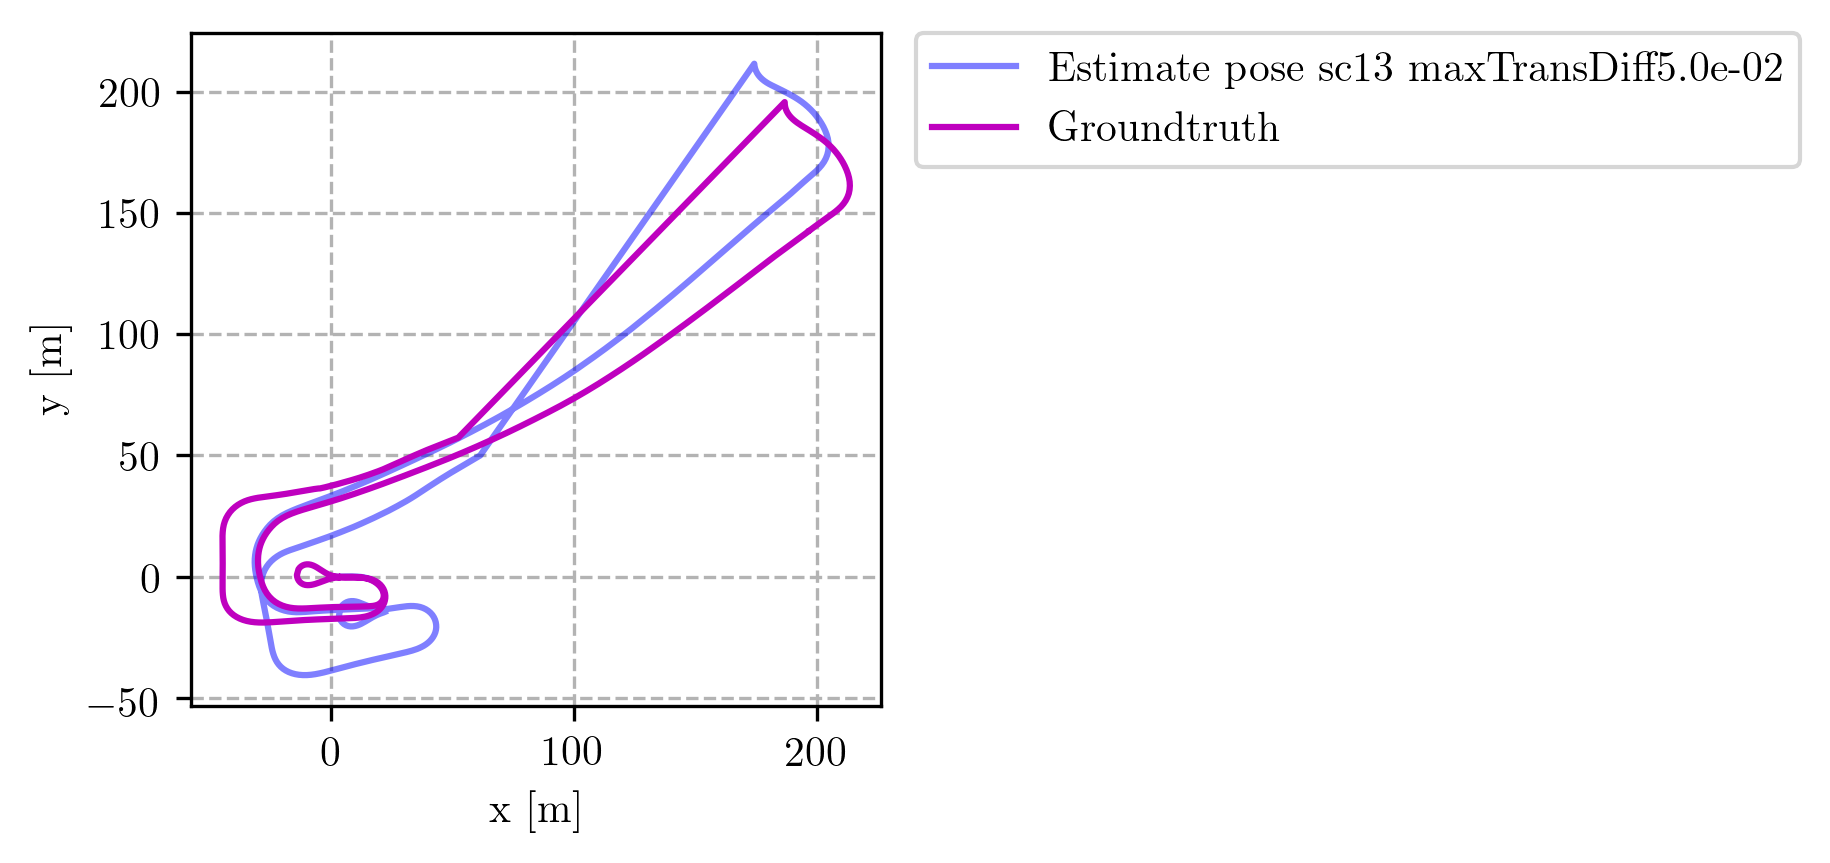 Estimate pose sc13 maxTransDiff5.0e-02
Groundtruth
200
150
100
50
0
−50
y [m]
0 100 200
x [m]